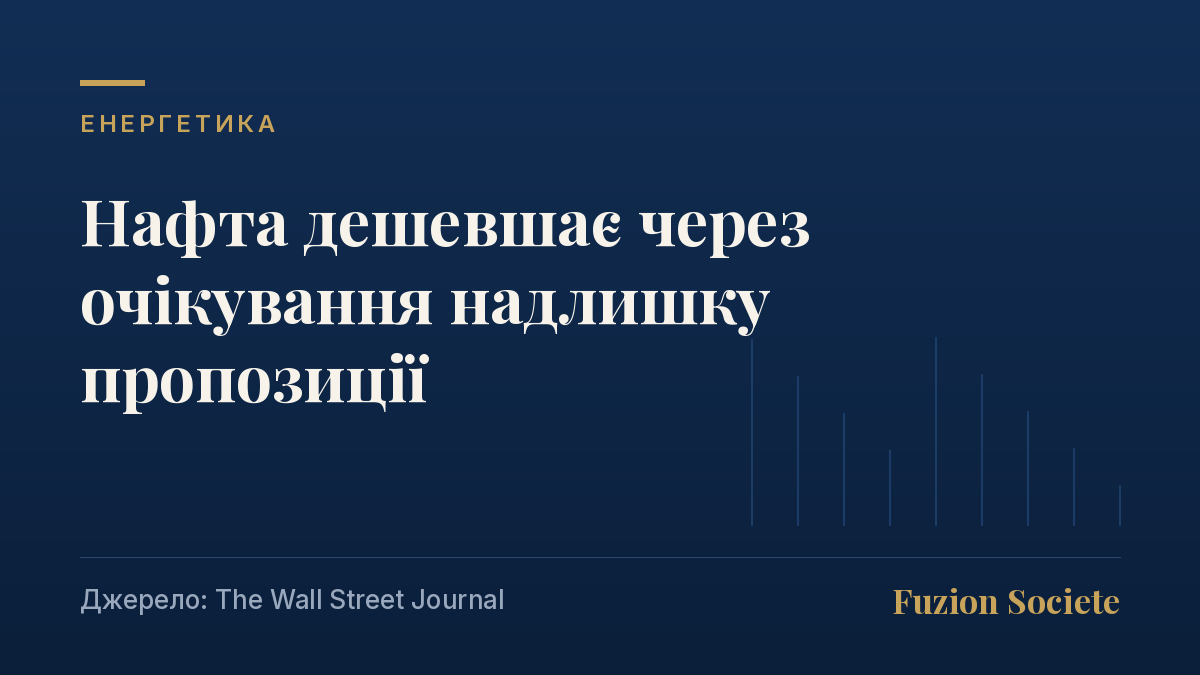 ЕНЕРГЕТИКА
Нафта дешевшає через
очікування надлишку
пропозиції
Джерело: The Wall Street Journal
Fuzion Societe